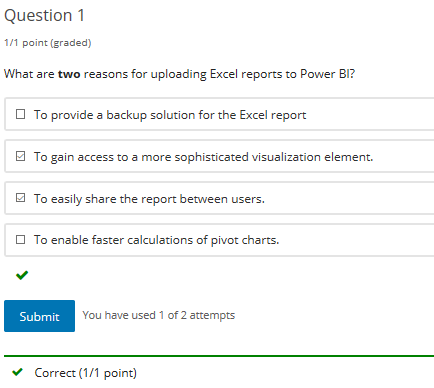 Question 1
1/1 point (graded)
What are two reasons for uploading Excel reports to Power BI?
To provide a backup solution for the Excel report
To gain access to a more sophisticated visualization element.
To easily share the report between users.
To enable faster calculations of pivot charts.
Submit You have used 1 of 2 attempts
Correct (1/1 point)